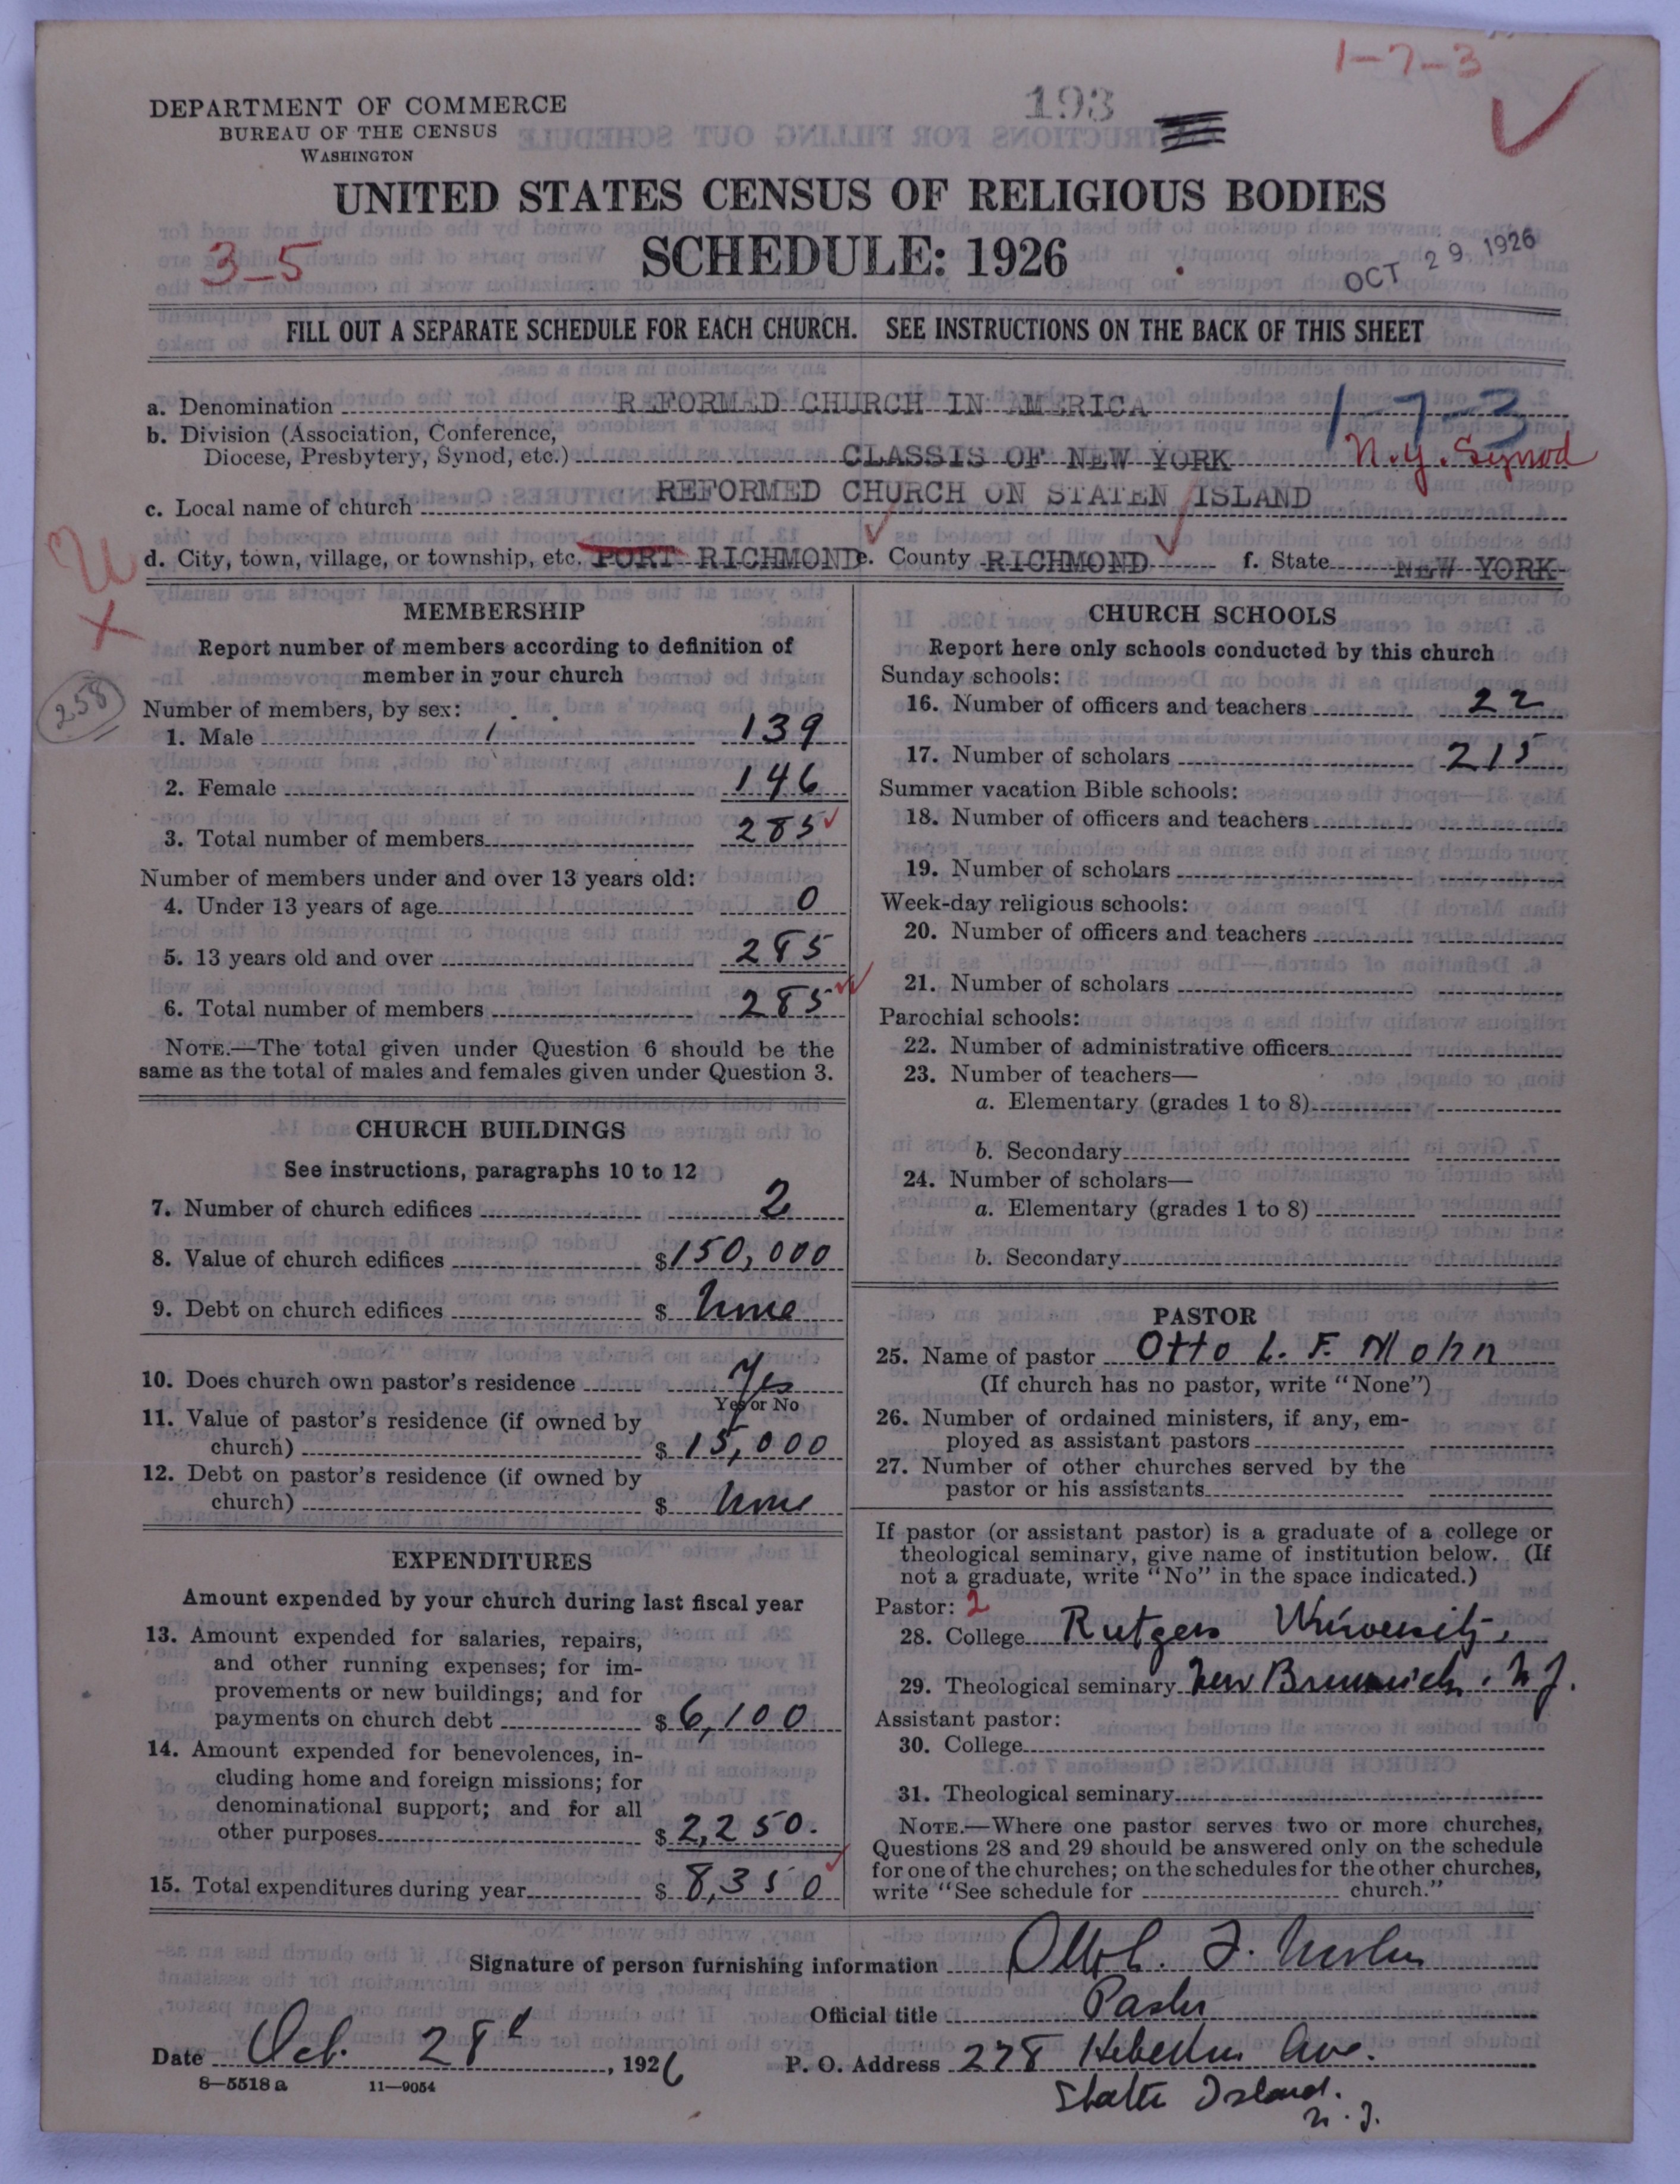 1-7-3
DEPARTMENT OF COMMERCE
BUREAU OF THE CENSUS
WASHINGTON
193
UNITED STATES CENSUS OF RELIGIOUS BODIES
SCHEDULE: 1926
3-5
OCT 29 1926
FILL OUT A SEPARATE SCHEDULE FOR EACH CHURCH. SEE INSTRUCTIONS ON THE BACK OF THIS SHEET
a. Denomination REFORMED CHURCH IN AMERICA 1-7-3
b. Division (Association, Conference,
Diocese, Presbytery, Synod, etc.) CLASSIS OF NEW YORK N.Y. Synod
c. Local name of church REFORMED CHURCH ON STATEN ISLAND
d. City, town, village, or township, etc. PORT RICHMOND e. County RICHMOND f. State NEW YORK
X
258
MEMBERSHIP
Report number of members according to definition of
member in your church
Number of members, by sex:
1. Male 139
2. Female 146
3. Total number of members 285
Number of members under and over 13 years old:
4. Under 13 years of age 0
5. 13 years old and over 285
6. Total number of members 285
NOTE.—The total given under Question 6 should be the
same as the total of males and females given under Question 3.
CHURCH BUILDINGS
See instructions, paragraphs 10 to 12
7. Number of church edifices 2
8. Value of church edifices $150,000
9. Debt on church edifices $ None
10. Does church own pastor's residence Yes
Yes or No
11. Value of pastor's residence (if owned by
church) $ 15,000
12. Debt on pastor's residence (if owned by
church) $ None
EXPENDITURES
Amount expended by your church during last fiscal year
13. Amount expended for salaries, repairs,
and other running expenses; for im-
provements or new buildings; and for
payments on church debt $ 6,100
14. Amount expended for benevolences, in-
cluding home and foreign missions; for
denominational support; and for all
other purposes $ 2,250.
15. Total expenditures during year $ 8,350
CHURCH SCHOOLS
Report here only schools conducted by this church
Sunday schools:
16. Number of officers and teachers 22
17. Number of scholars 215
Summer vacation Bible schools:
18. Number of officers and teachers
19. Number of scholars
Week-day religious schools:
20. Number of officers and teachers
21. Number of scholars
Parochial schools:
22. Number of administrative officers
23. Number of teachers—
a. Elementary (grades 1 to 8)
b. Secondary
24. Number of scholars—
a. Elementary (grades 1 to 8)
b. Secondary
PASTOR
25. Name of pastor Otto L. F. Mohn
(If church has no pastor, write "None")
26. Number of ordained ministers, if any, em-
ployed as assistant pastors
27. Number of other churches served by the
pastor or his assistants
If pastor (or assistant pastor) is a graduate of a college or
theological seminary, give name of institution below. (If
not a graduate, write "No" in the space indicated.)
Pastor: 2
28. College Rutgers University.
29. Theological seminary New Brunswick, N.J.
Assistant pastor:
30. College
31. Theological seminary
NOTE.—Where one pastor serves two or more churches,
Questions 28 and 29 should be answered only on the schedule
for one of the churches; on the schedules for the other churches,
write "See schedule for church."
Signature of person furnishing information Otto L. F. Mohn
Official title Pastor
Date Oct. 28, 1926 P. O. Address 278 Heberton Ave.
8—5518a 11—9054
Staten Island.
N.Y.